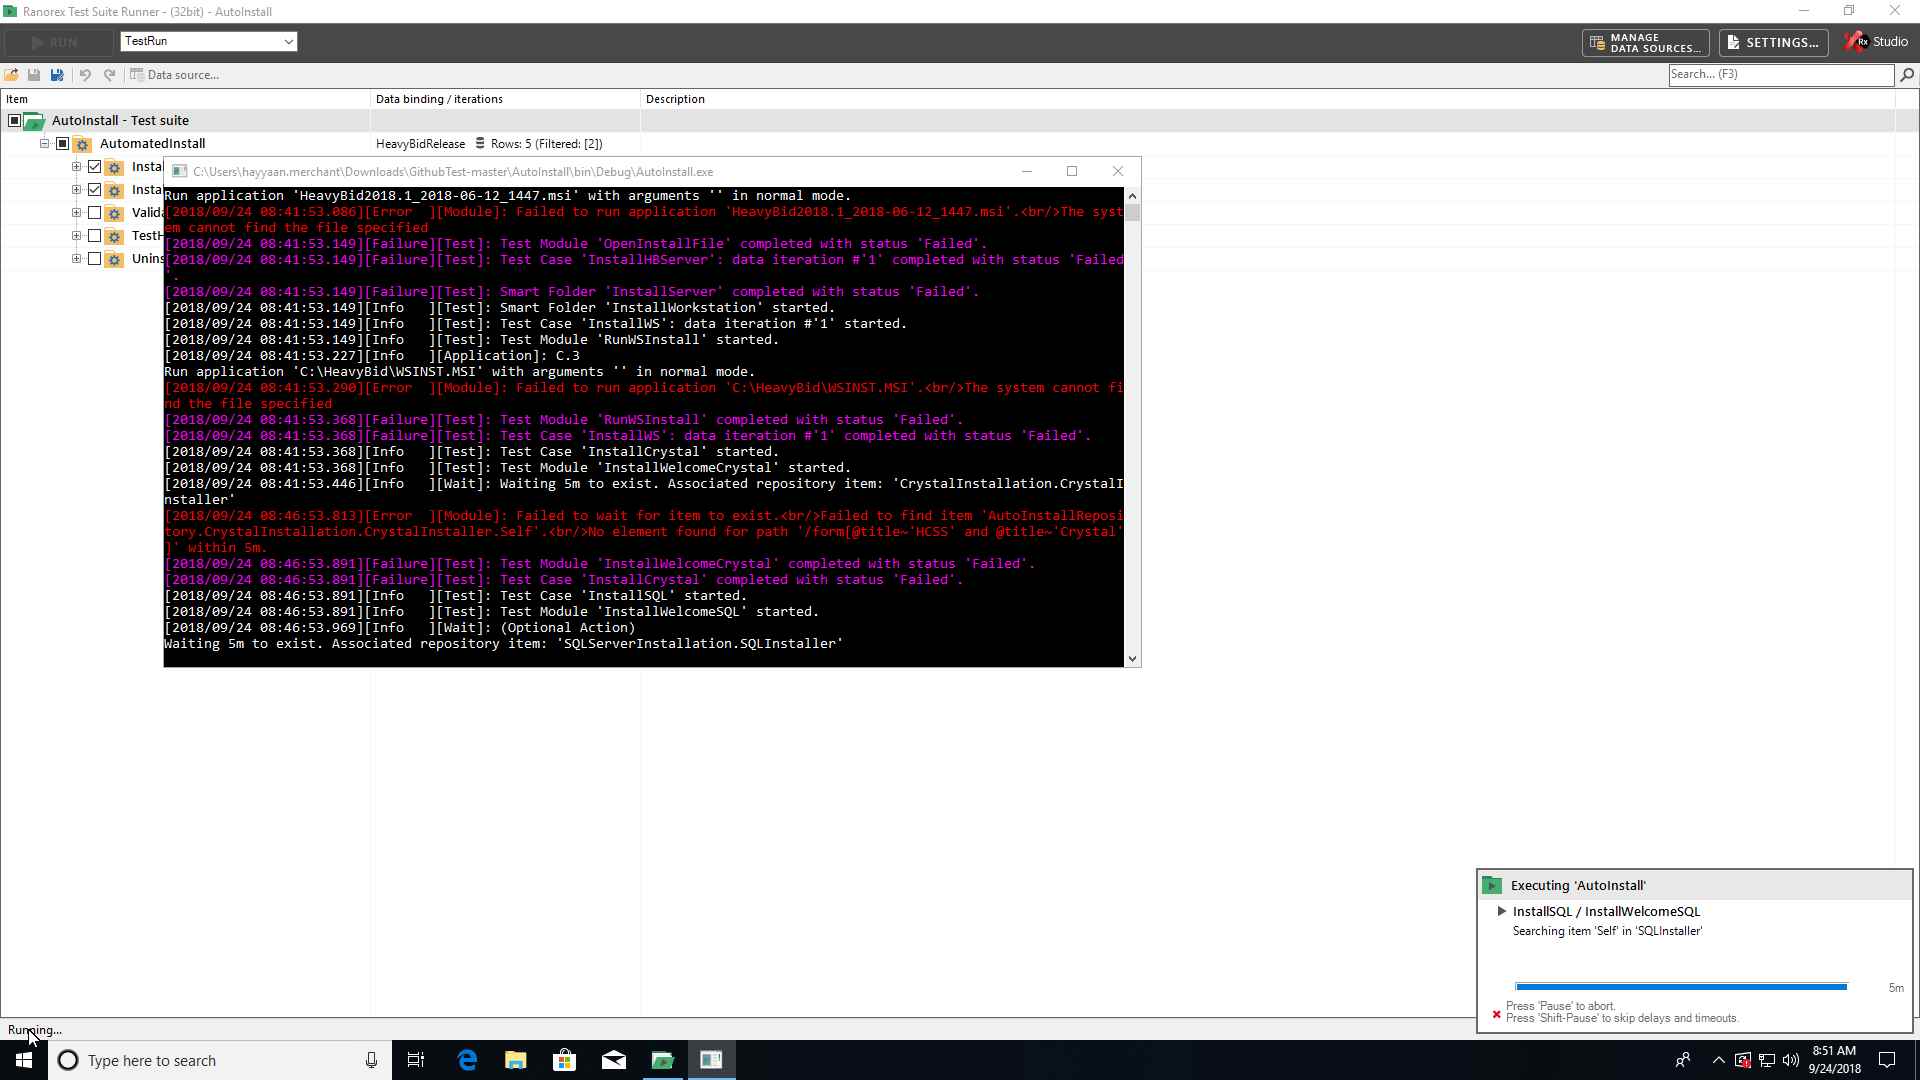 Ranorex Test Suite Runner - (32bit) - AutoInstall
RUN
TestRun
MANAGE
DATA SOURCES...
SETTINGS...
Rx Studio
Data source...
Search... (F3)
Item
Data binding / iterations
Description
AutoInstall - Test suite
AutomatedInstall
HeavyBidRelease
Rows: 5 (Filtered: [2])
Insta
Insta
Valida
TestH
Unins
C:\Users\hayyaan.merchant\Downloads\GithubTest-master\AutoInstall\bin\Debug\AutoInstall.exe
Run application 'HeavyBid2018.1_2018-06-12_1447.msi' with arguments '' in normal mode.
[2018/09/24 08:41:53.086][Error  ][Module]: Failed to run application 'HeavyBid2018.1_2018-06-12_1447.msi'.<br/>The syst
em cannot find the file specified
[2018/09/24 08:41:53.149][Failure][Test]: Test Module 'OpenInstallFile' completed with status 'Failed'.
[2018/09/24 08:41:53.149][Failure][Test]: Test Case 'InstallHBServer': data iteration #'1' completed with status 'Failed
'.
[2018/09/24 08:41:53.149][Failure][Test]: Smart Folder 'InstallServer' completed with status 'Failed'.
[2018/09/24 08:41:53.149][Info   ][Test]: Smart Folder 'InstallWorkstation' started.
[2018/09/24 08:41:53.149][Info   ][Test]: Test Case 'InstallWS': data iteration #'1' started.
[2018/09/24 08:41:53.149][Info   ][Test]: Test Module 'RunWSInstall' started.
[2018/09/24 08:41:53.227][Info   ][Application]: C.3
Run application 'C:\HeavyBid\WSINST.MSI' with arguments '' in normal mode.
[2018/09/24 08:41:53.290][Error  ][Module]: Failed to run application 'C:\HeavyBid\WSINST.MSI'.<br/>The system cannot fi
nd the file specified
[2018/09/24 08:41:53.368][Failure][Test]: Test Module 'RunWSInstall' completed with status 'Failed'.
[2018/09/24 08:41:53.368][Failure][Test]: Test Case 'InstallWS': data iteration #'1' completed with status 'Failed'.
[2018/09/24 08:41:53.368][Info   ][Test]: Test Case 'InstallCrystal' started.
[2018/09/24 08:41:53.368][Info   ][Test]: Test Module 'InstallWelcomeCrystal' started.
[2018/09/24 08:41:53.446][Info   ][Wait]: Waiting 5m to exist. Associated repository item: 'CrystalInstallation.CrystalI
nstaller'
[2018/09/24 08:46:53.813][Error  ][Module]: Failed to wait for item to exist.<br/>Failed to find item 'AutoInstallReposi
tory.CrystalInstallation.CrystalInstaller.Self'.<br/>No element found for path '/form[@title~'HCSS' and @title~'Crystal'
]' within 5m.
[2018/09/24 08:46:53.891][Failure][Test]: Test Module 'InstallWelcomeCrystal' completed with status 'Failed'.
[2018/09/24 08:46:53.891][Failure][Test]: Test Case 'InstallCrystal' completed with status 'Failed'.
[2018/09/24 08:46:53.891][Info   ][Test]: Test Case 'InstallSQL' started.
[2018/09/24 08:46:53.891][Info   ][Test]: Test Module 'InstallWelcomeSQL' started.
[2018/09/24 08:46:53.969][Info   ][Wait]: (Optional Action)
Waiting 5m to exist. Associated repository item: 'SQLServerInstallation.SQLInstaller'
Executing 'AutoInstall'
InstallSQL / InstallWelcomeSQL
Searching item 'Self' in 'SQLInstaller'
5m
Press 'Pause' to abort.
Press 'Shift-Pause' to skip delays and timeouts.
Running...
Type here to search
8:51 AM
9/24/2018